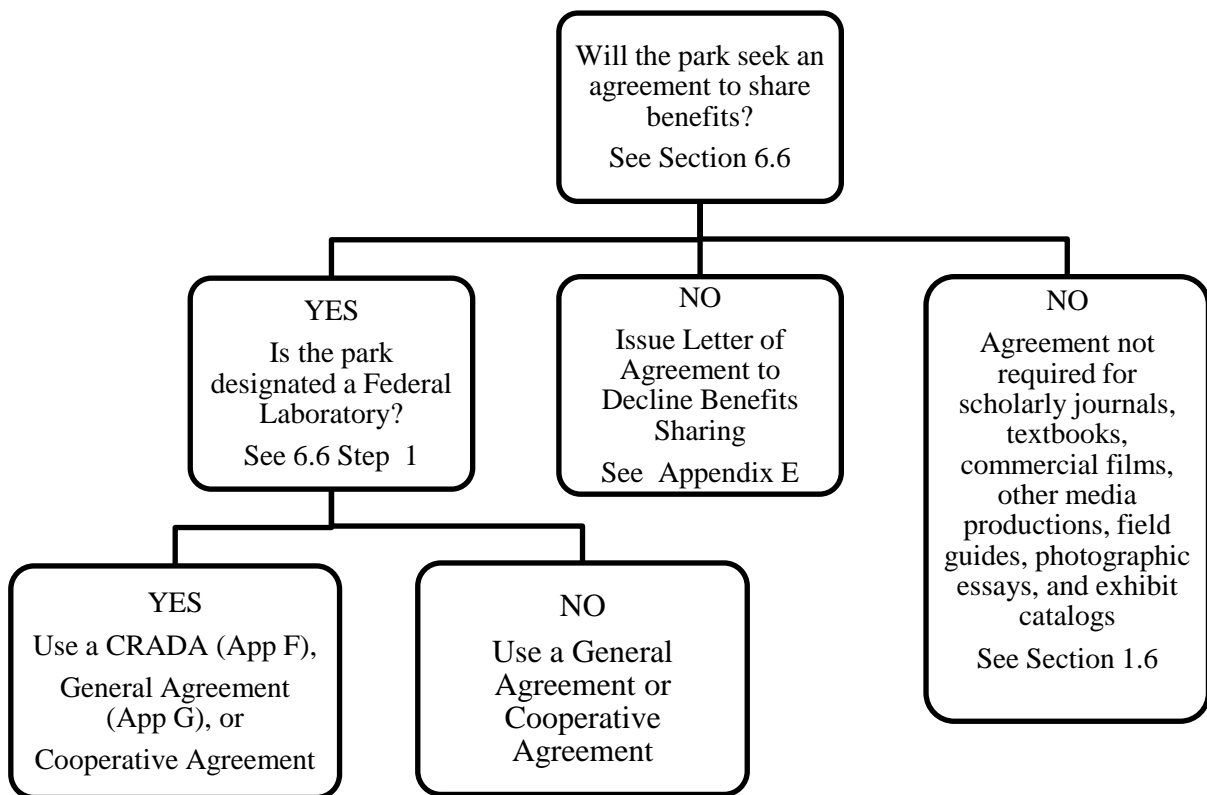 Will the park seek an
agreement to share
benefits?
See Section 6.6
YES
Is the park
designated a Federal
Laboratory?
See 6.6 Step 1
NO
Issue Letter of
Agreement to
Decline Benefits
Sharing
See Appendix E
NO
Agreement not
required for
scholarly journals,
textbooks,
commercial films,
other media
productions, field
guides, photographic
essays, and exhibit
catalogs
See Section 1.6
YES
Use a CRADA (App F),
General Agreement
(App G), or
Cooperative Agreement
NO
Use a General
Agreement or
Cooperative
Agreement